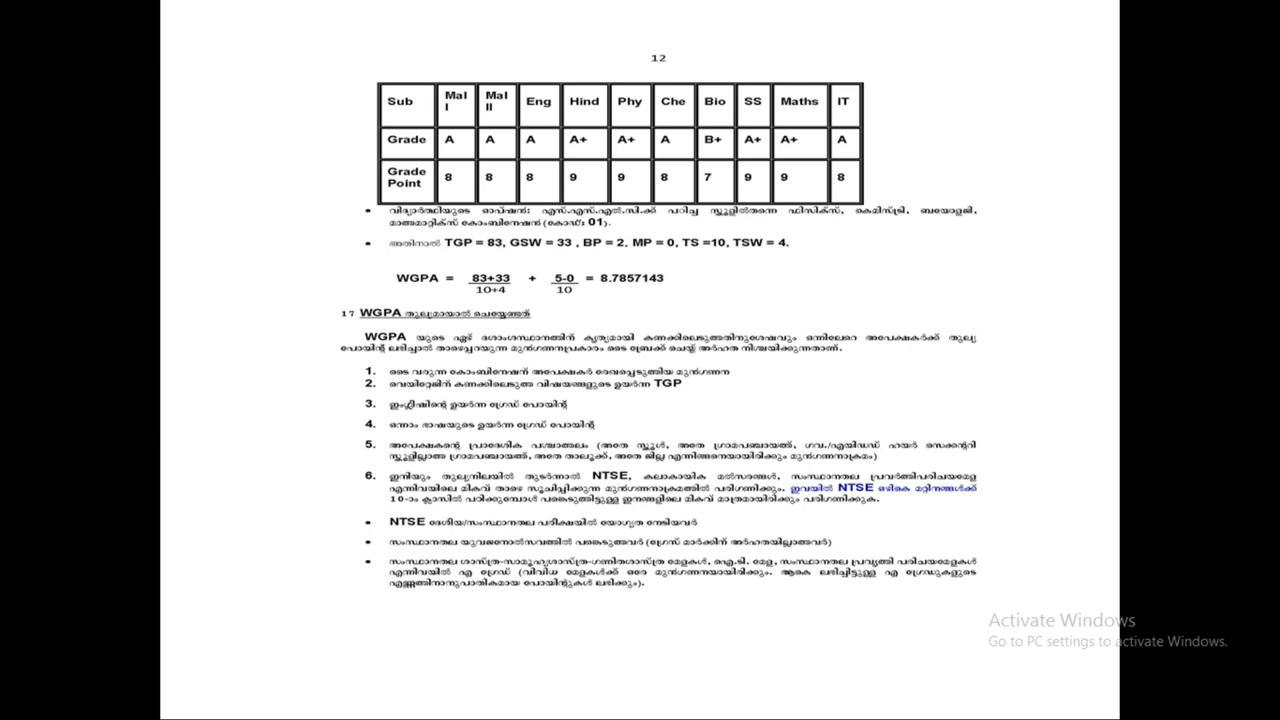 12
Sub Mal I Mal II Eng Hind Phy Che Bio SS Maths IT
Grade A A A A+ A+ A B+ A+ A+ A
Grade Point 8 8 8 9 9 8 7 9 9 8
• വിദ്യാർത്ഥിയുടെ ഓപ്ഷൻ: എസ്.എസ്.എൽ.സി.ക്ക് പഠിച്ച സ്കൂളിൽതന്നെ ഫിസിക്സ്, കെമിസ്ട്രി, ബയോളജി,
മാത്തമാറ്റിക്സ് കോംബിനേഷൻ (കോഡ്: 01).
• അതിനാൽ TGP = 83, GSW = 33 , BP = 2, MP = 0, TS =10, TSW = 4.
WGPA = 83+33 + 5-0 = 8.7857143
10+4 10
17 WGPA തുല്യമായാൽ ചെയ്യേണ്ടത്
WGPA യുടെ ഏഴ് ദശാംശസ്ഥാനത്തിന് കൃത്യമായി കണക്കിലെടുത്തതിനുശേഷവും ഒന്നിലേറെ അപേക്ഷകർക്ക് തുല്യ
പോയിന്റ് ലഭിച്ചാൽ താഴെപ്പറയുന്ന മുൻഗണനപ്രകാരം ടൈ ബ്രേക്ക് ചെയ്ത് അർഹത നിശ്ചയിക്കുന്നതാണ്.
1. ടൈ വരുന്ന കോംബിനേഷന് അപേക്ഷകർ രേഖപ്പെടുത്തിയ മുൻഗണന
2. വെയിറ്റേജിന് കണക്കിലെടുത്ത വിഷയങ്ങളുടെ ഉയർന്ന TGP
3. ഇംഗ്ലീഷിന്റെ ഉയർന്ന ഗ്രേഡ് പോയിന്റ്
4. ഒന്നാം ഭാഷയുടെ ഉയർന്ന ഗ്രേഡ് പോയിന്റ്
5. അപേക്ഷകന്റെ പ്രാദേശിക പശ്ചാത്തലം (അതേ സ്കൂൾ, അതേ ഗ്രാമപഞ്ചായത്ത്, ഗവ./എയിഡഡ് ഹയർ സെക്കന്ററി
സ്കൂളില്ലാത്ത ഗ്രാമപഞ്ചായത്ത്, അതേ താലൂക്ക്, അതേ ജില്ല എന്നിങ്ങനെയായിരിക്കും മുൻഗണനാക്രമം)
6. ഇനിയും തുല്യനിലയിൽ തുടർന്നാൽ NTSE, കലാകായിക മൽസരങ്ങൾ, സംസ്ഥാനതല പ്രവർത്തിപരിചയമേള
എന്നിവയിലെ മികവ് താഴെ സൂചിപ്പിക്കുന്ന മുൻഗണനാക്രമത്തിൽ പരിഗണിക്കും. ഇവയിൽ NTSE ഒഴികെ മറ്റിനങ്ങൾക്ക്
10-ാം ക്ലാസിൽ പഠിക്കുമ്പോൾ പങ്കെടുത്തിട്ടുള്ള ഇനങ്ങളിലെ മികവ് മാത്രമായിരിക്കും പരിഗണിക്കുക.
• NTSE ദേശീയ/സംസ്ഥാനതല പരീക്ഷയിൽ യോഗ്യത നേടിയവർ
• സംസ്ഥാനതല യുവജനോൽസവത്തിൽ പങ്കെടുത്തവർ (ഗ്രേസ് മാർക്കിന് അർഹതയില്ലാത്തവർ)
• സംസ്ഥാനതല ശാസ്ത്ര-സാമൂഹ്യശാസ്ത്ര-ഗണിതശാസ്ത്ര മേളകൾ, ഐ.ടി. മേള, സംസ്ഥാനതല പ്രവൃത്തി പരിചയമേളകൾ
എന്നിവയിൽ എ ഗ്രേഡ് (വിവിധ മേളകൾക്ക് ഒരേ മുൻഗണനയായിരിക്കും. ആകെ ലഭിച്ചിട്ടുള്ള എ ഗ്രേഡുകളുടെ
എണ്ണത്തിനാനുപാതികമായ പോയിന്റുകൾ ലഭിക്കും).
Activate Windows
Go to PC settings to activate Windows.